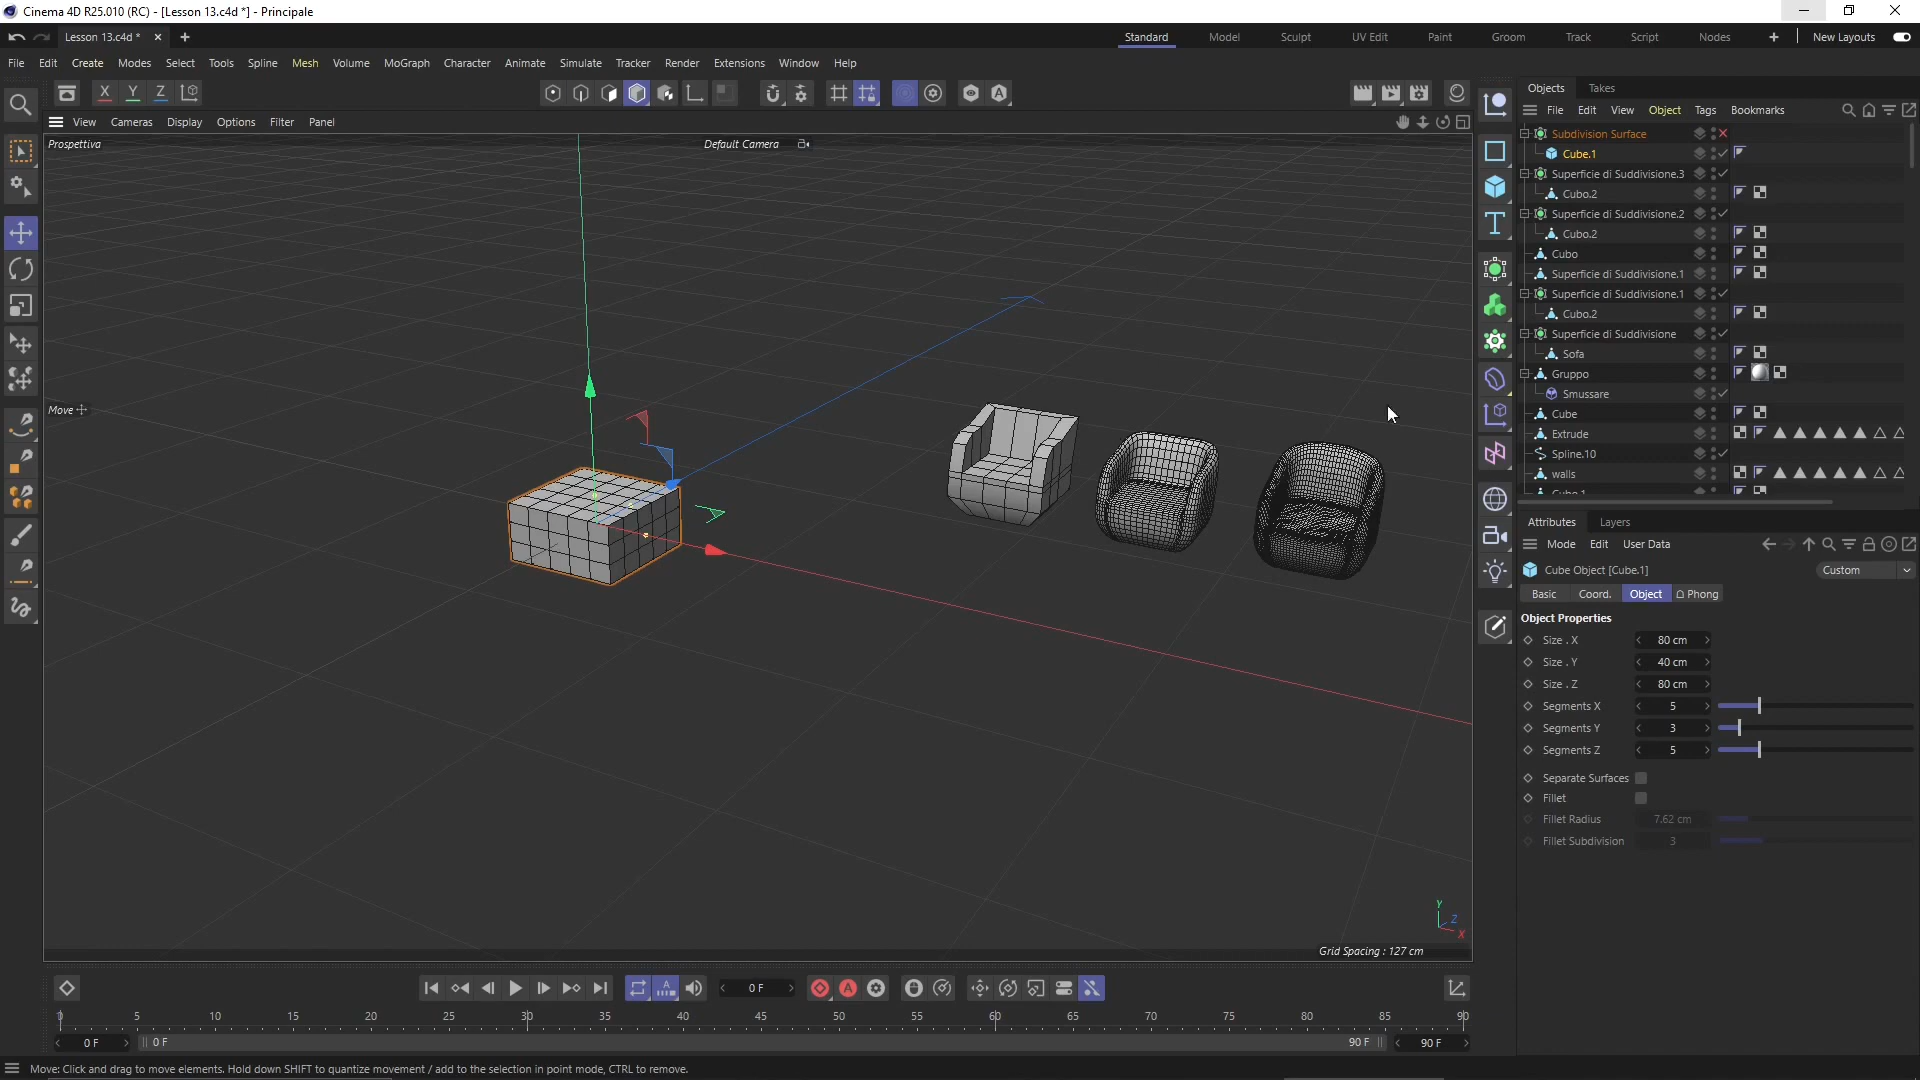 Cinema 4D R25.010 (RC) - [Lesson 13.c4d *] - Principale
Lesson 13.c4d * × +
Standard Model Sculpt UV Edit Paint Groom Track Script Nodes + New Layouts
File Edit Create Modes Select Tools Spline Mesh Volume MoGraph Character Animate Simulate Tracker Render Extensions Window Help
X Y Z
Objects Takes
File Edit View Object Tags Bookmarks
View Cameras Display Options Filter Panel
Prospettiva
Default Camera
Move
Subdivision Surface
Cube.1
Superficie di Suddivisione.3
Cubo.2
Superficie di Suddivisione.2
Cubo.2
Cubo
Superficie di Suddivisione.1
Superficie di Suddivisione.1
Cubo.2
Superficie di Suddivisione
Sofa
Gruppo
Smussare
Cube
Extrude
Spline.10
walls
Attributes Layers
Mode Edit User Data
Cube Object [Cube.1] Custom
Basic Coord. Object Phong
Object Properties
Size . X 80 cm
Size . Y 40 cm
Size . Z 80 cm
Segments X 5
Segments Y 3
Segments Z 5
Separate Surfaces
Fillet
Fillet Radius 7.62 cm
Fillet Subdivision 3
Y
Z
X
Grid Spacing : 127 cm
0 F
5 10 15 20 25 30 35 40 45 50 55 60 65 70 75 80 85 90
0 F 0 F 90 F 90 F
Move: Click and drag to move elements. Hold down SHIFT to quantize movement / add to the selection in point mode, CTRL to remove.